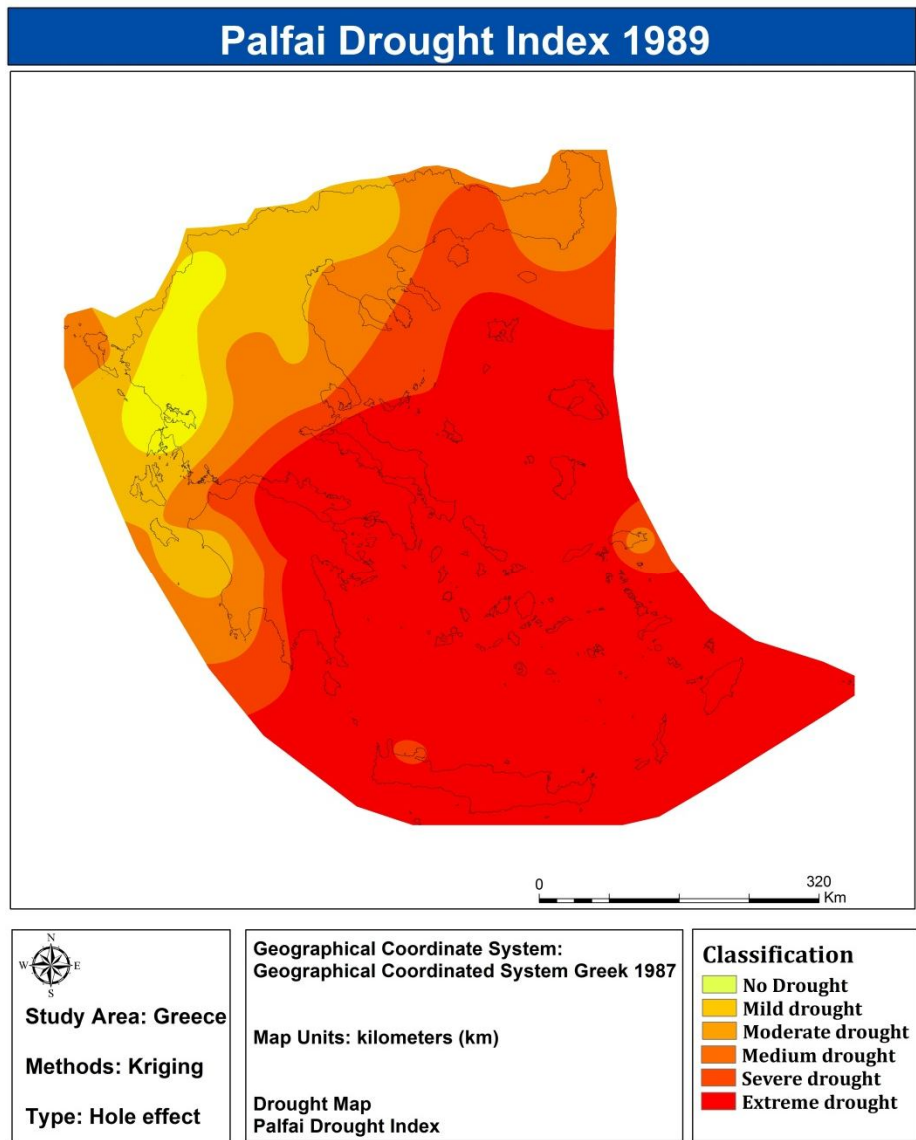 Palfai Drought Index 1989
0
320
Km
N
W
E
S
Study Area: Greece
Methods: Kriging
Type: Hole effect
Geographical Coordinate System:
Geographical Coordinated System Greek 1987
Map Units: kilometers (km)
Drought Map
Palfai Drought Index
Classification
No Drought
Mild drought
Moderate drought
Medium drought
Severe drought
Extreme drought